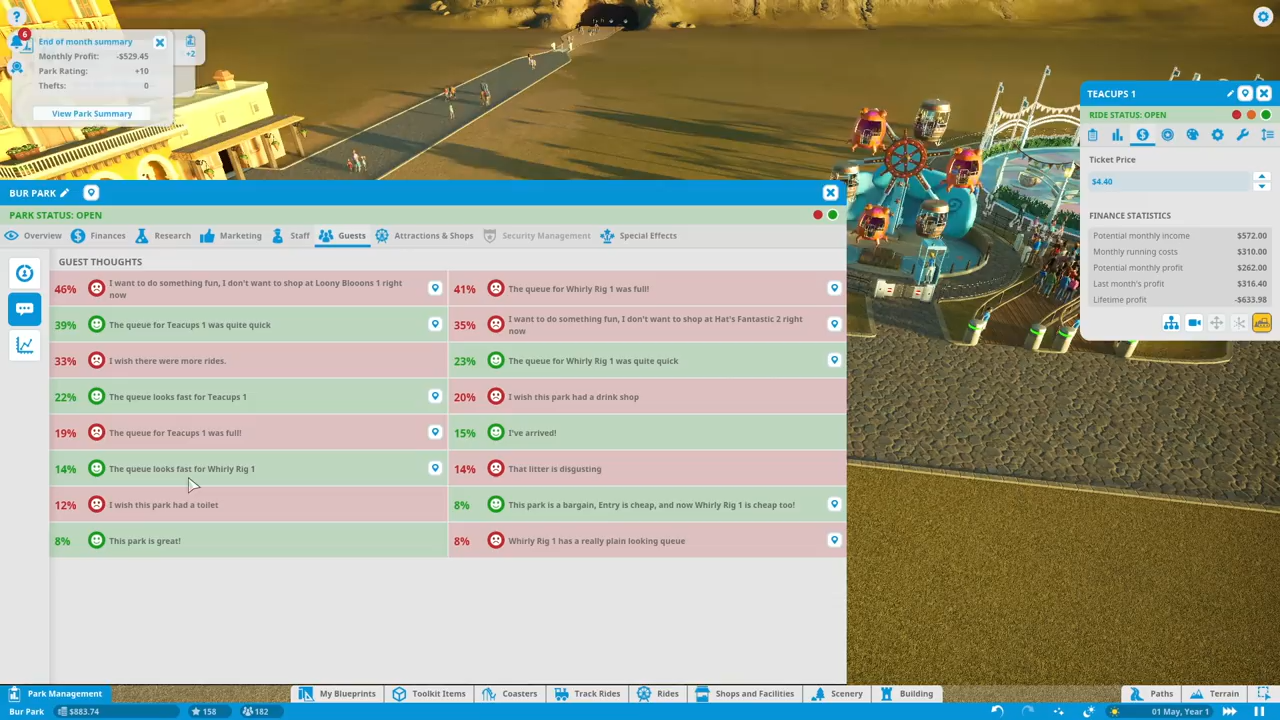 ?
6
End of month summary
Monthly Profit: -$529.45
Park Rating: +10
Thefts: 0
View Park Summary
+2
TEACUPS 1
RIDE STATUS: OPEN
Ticket Price
$4.40
FINANCE STATISTICS
Potential monthly income $572.00
Monthly running costs $310.00
Potential monthly profit $262.00
Last month's profit $316.40
Lifetime profit -$633.98
BUR PARK
PARK STATUS: OPEN
Overview Finances Research Marketing Staff Guests Attractions & Shops Security Management Special Effects
GUEST THOUGHTS
46% I want to do something fun, I don't want to shop at Loony Blooons 1 right
now
41% The queue for Whirly Rig 1 was full!
39% The queue for Teacups 1 was quite quick
35% I want to do something fun, I don't want to shop at Hat's Fantastic 2 right
now
33% I wish there were more rides.
23% The queue for Whirly Rig 1 was quite quick
22% The queue looks fast for Teacups 1
20% I wish this park had a drink shop
19% The queue for Teacups 1 was full!
15% I've arrived!
14% The queue looks fast for Whirly Rig 1
14% That litter is disgusting
12% I wish this park had a toilet
8% This park is a bargain, Entry is cheap, and now Whirly Rig 1 is cheap too!
8% This park is great!
8% Whirly Rig 1 has a really plain looking queue
Park Management My Blueprints Toolkit Items Coasters Track Rides Rides Shops and Facilities Scenery Building Paths Terrain
Bur Park $883.74 158 182 01 May, Year 1